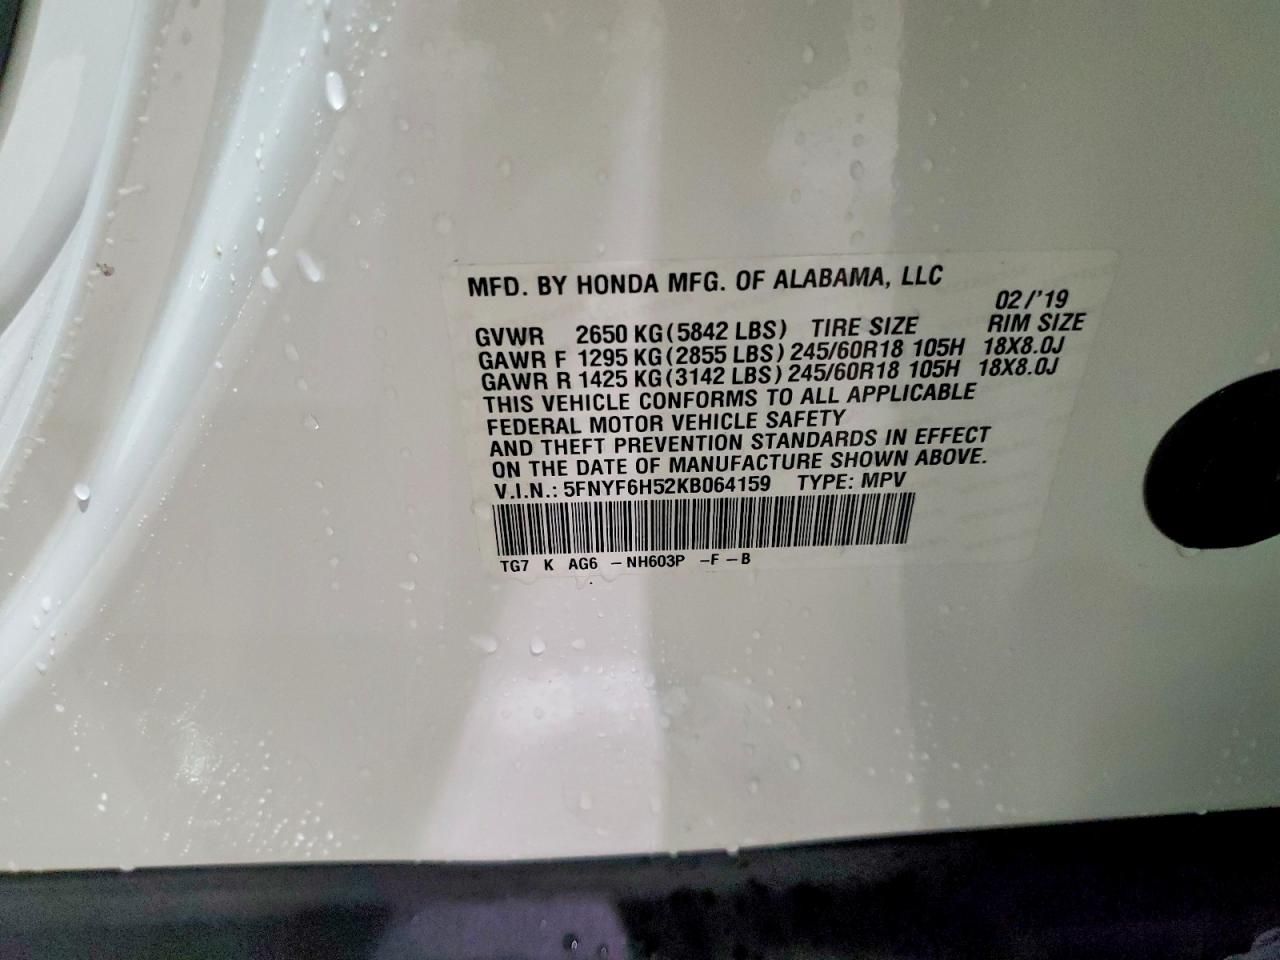 MFD. BY HONDA MFG. OF ALABAMA, LLC
02/'19
GVWR 2650 KG (5842 LBS) TIRE SIZE RIM SIZE
GAWR F 1295 KG (2855 LBS) 245/60R18 105H 18X8.0J
GAWR R 1425 KG (3142 LBS) 245/60R18 105H 18X8.0J
THIS VEHICLE CONFORMS TO ALL APPLICABLE
FEDERAL MOTOR VEHICLE SAFETY
AND THEFT PREVENTION STANDARDS IN EFFECT
ON THE DATE OF MANUFACTURE SHOWN ABOVE.
V.I.N.: 5FNYF6H52KB064159 TYPE: MPV
TG7 K AG6 – NH603P –F – B